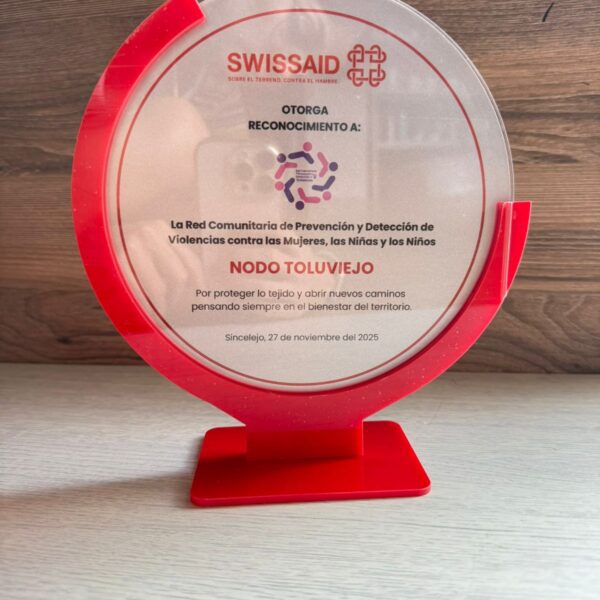 SWISSAID
SOBRE EL TERRENO. CONTRA EL HAMBRE.
OTORGA
RECONOCIMIENTO A:
La Red Comunitaria de Prevención y Detección de
Violencias contra las Mujeres, las Niñas y los Niños
NODO TOLUVIEJO
Por proteger lo tejido y abrir nuevos caminos
pensando siempre en el bienestar del territorio.
Sincelejo, 27 de noviembre del 2025